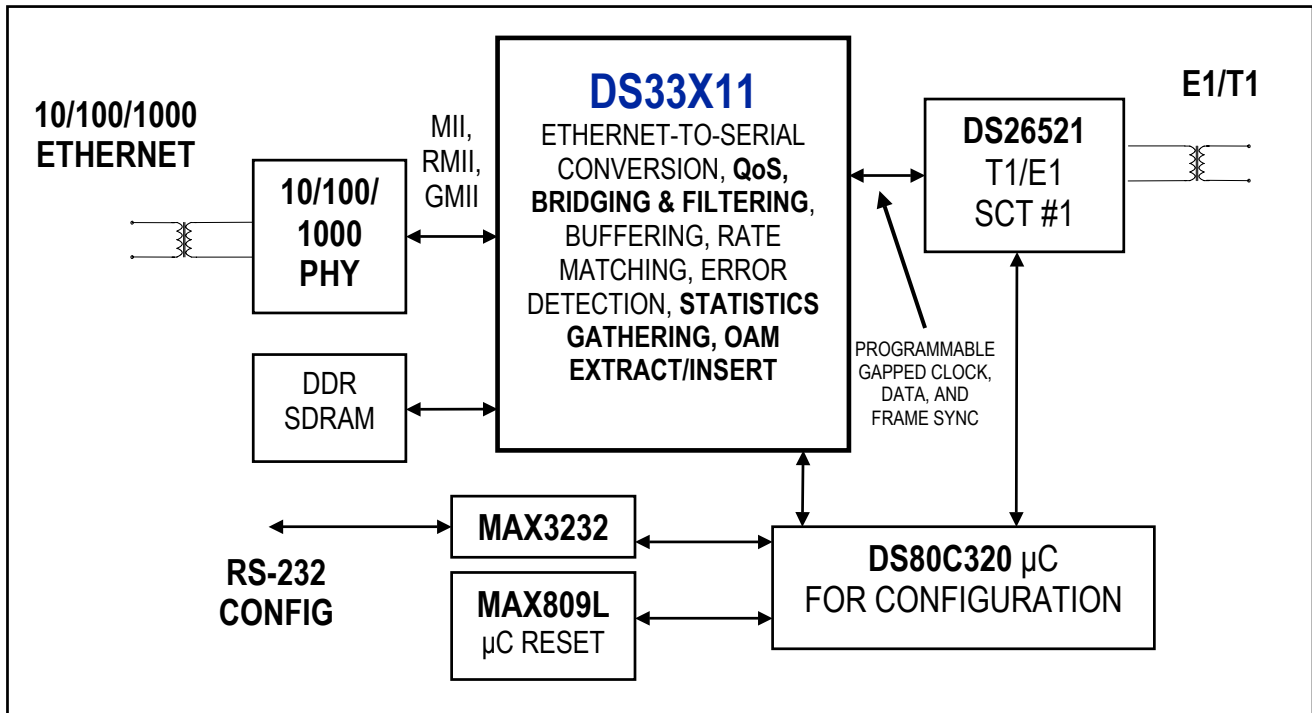 10/100/1000
ETHERNET
10/100/
1000
PHY
MII,
RMII,
GMII
DDR
SDRAM
DS33X11
ETHERNET-TO-SERIAL
CONVERSION, QoS,
BRIDGING & FILTERING,
BUFFERING, RATE
MATCHING, ERROR
DETECTION, STATISTICS
GATHERING, OAM
EXTRACT/INSERT
E1/T1
DS26521
T1/E1
SCT #1
PROGRAMMABLE
GAPPED CLOCK,
DATA, AND
FRAME SYNC
RS-232
CONFIG
MAX3232
MAX809L
µC RESET
DS80C320 µC
FOR CONFIGURATION